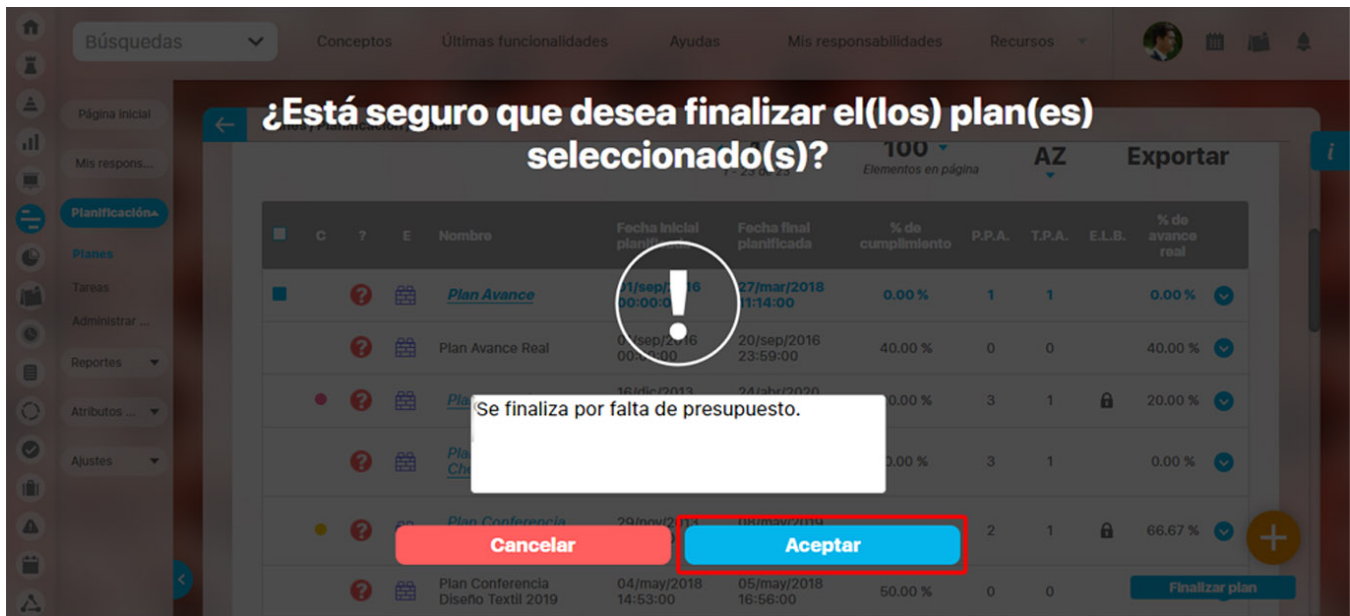 Búsquedas
Conceptos
Últimas funcionalidades
Ayudas
Mis responsabilidades
Recursos
¿Está seguro que desea finalizar el(los) plan(es)
seleccionado(s)?
Página inicial
Mis respons...
Planificación
Planes
Tareas
Administrar ...
Reportes
Atributos ...
Ajustes
100
Elementos en página
AZ
Exportar
i
C ? E Nombre
Fecha inicial
planificada
Fecha final
planificada
% de
cumplimiento
P.P.A. T.P.A. E.L.B.
% de
avance
real
Plan Avance
27/mar/2018
11:14:00
0.00 % 1 1 0.00 %
Plan Avance Real
20/sep/2016
23:59:00
40.00 % 0 0 40.00 %
16/dic/2013 24/abr/2020
3 1 20.00 %
Se finaliza por falta de presupuesto.
3 1 0.00 %
Plan Conferencia 29/nov/2013 08/may/2019
2 1 66.67 %
Cancelar
Aceptar
Plan Conferencia
Diseño Textil 2019
04/may/2018
14:53:00
05/may/2018
16:56:00
50.00 % 0 0
Finalizar plan